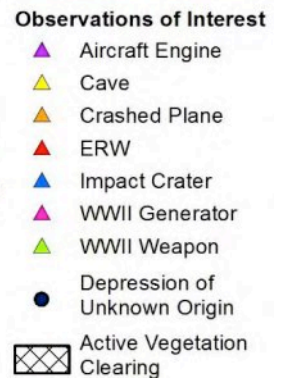 Observations of Interest
Aircraft Engine
Cave
Crashed Plane
ERW
Impact Crater
WWII Generator
WWII Weapon
Depression of
Unknown Origin
Active Vegetation
Clearing